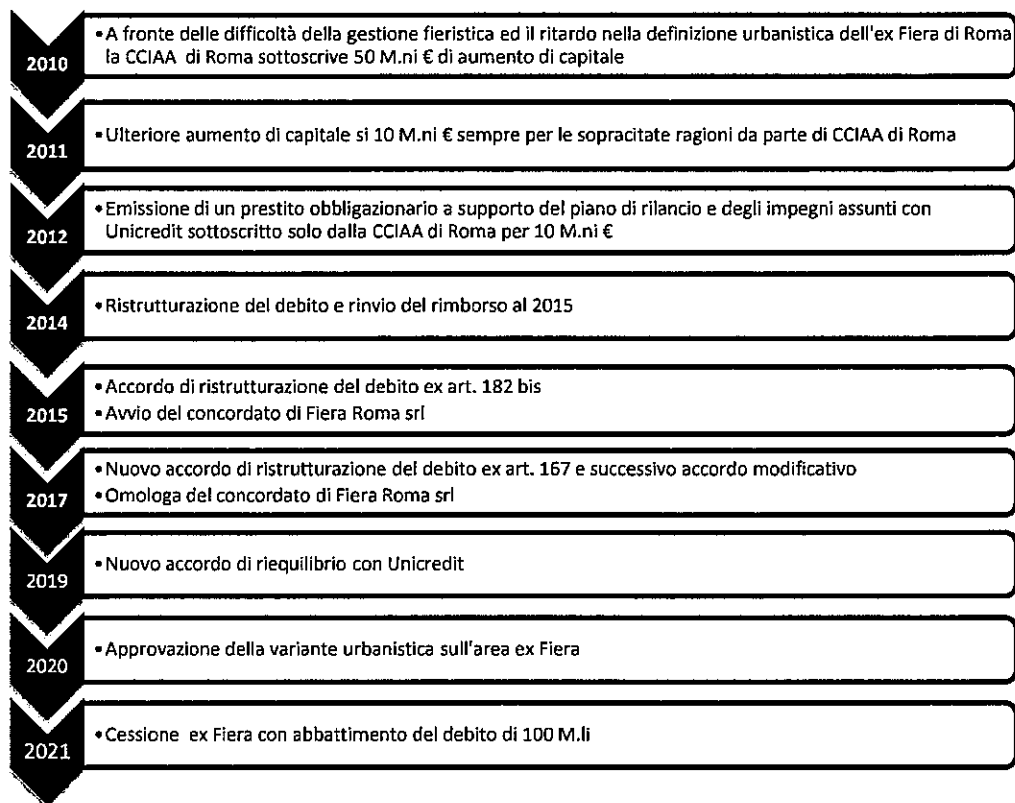 2010
• A fronte delle difficoltà della gestione fieristica ed il ritardo nella definizione urbanistica dell'ex Fiera di Roma
la CCIAA di Roma sottoscrive 50 M.ni € di aumento di capitale
2011
• Ulteriore aumento di capitale si 10 M.ni € sempre per le sopracitate ragioni da parte di CCIAA di Roma
2012
• Emissione di un prestito obbligazionario a supporto del piano di rilancio e degli impegni assunti con
Unicredit sottoscritto solo dalla CCIAA di Roma per 10 M.ni €
2014
• Ristrutturazione del debito e rinvio del rimborso al 2015
2015
• Accordo di ristrutturazione del debito ex art. 182 bis
• Avvio del concordato di Fiera Roma srl
2017
• Nuovo accordo di ristrutturazione del debito ex art. 167 e successivo accordo modificativo
• Omologa del concordato di Fiera Roma srl
2019
• Nuovo accordo di riequilibrio con Unicredit
2020
• Approvazione della variante urbanistica sull'area ex Fiera
2021
• Cessione ex Fiera con abbattimento del debito di 100 M.li